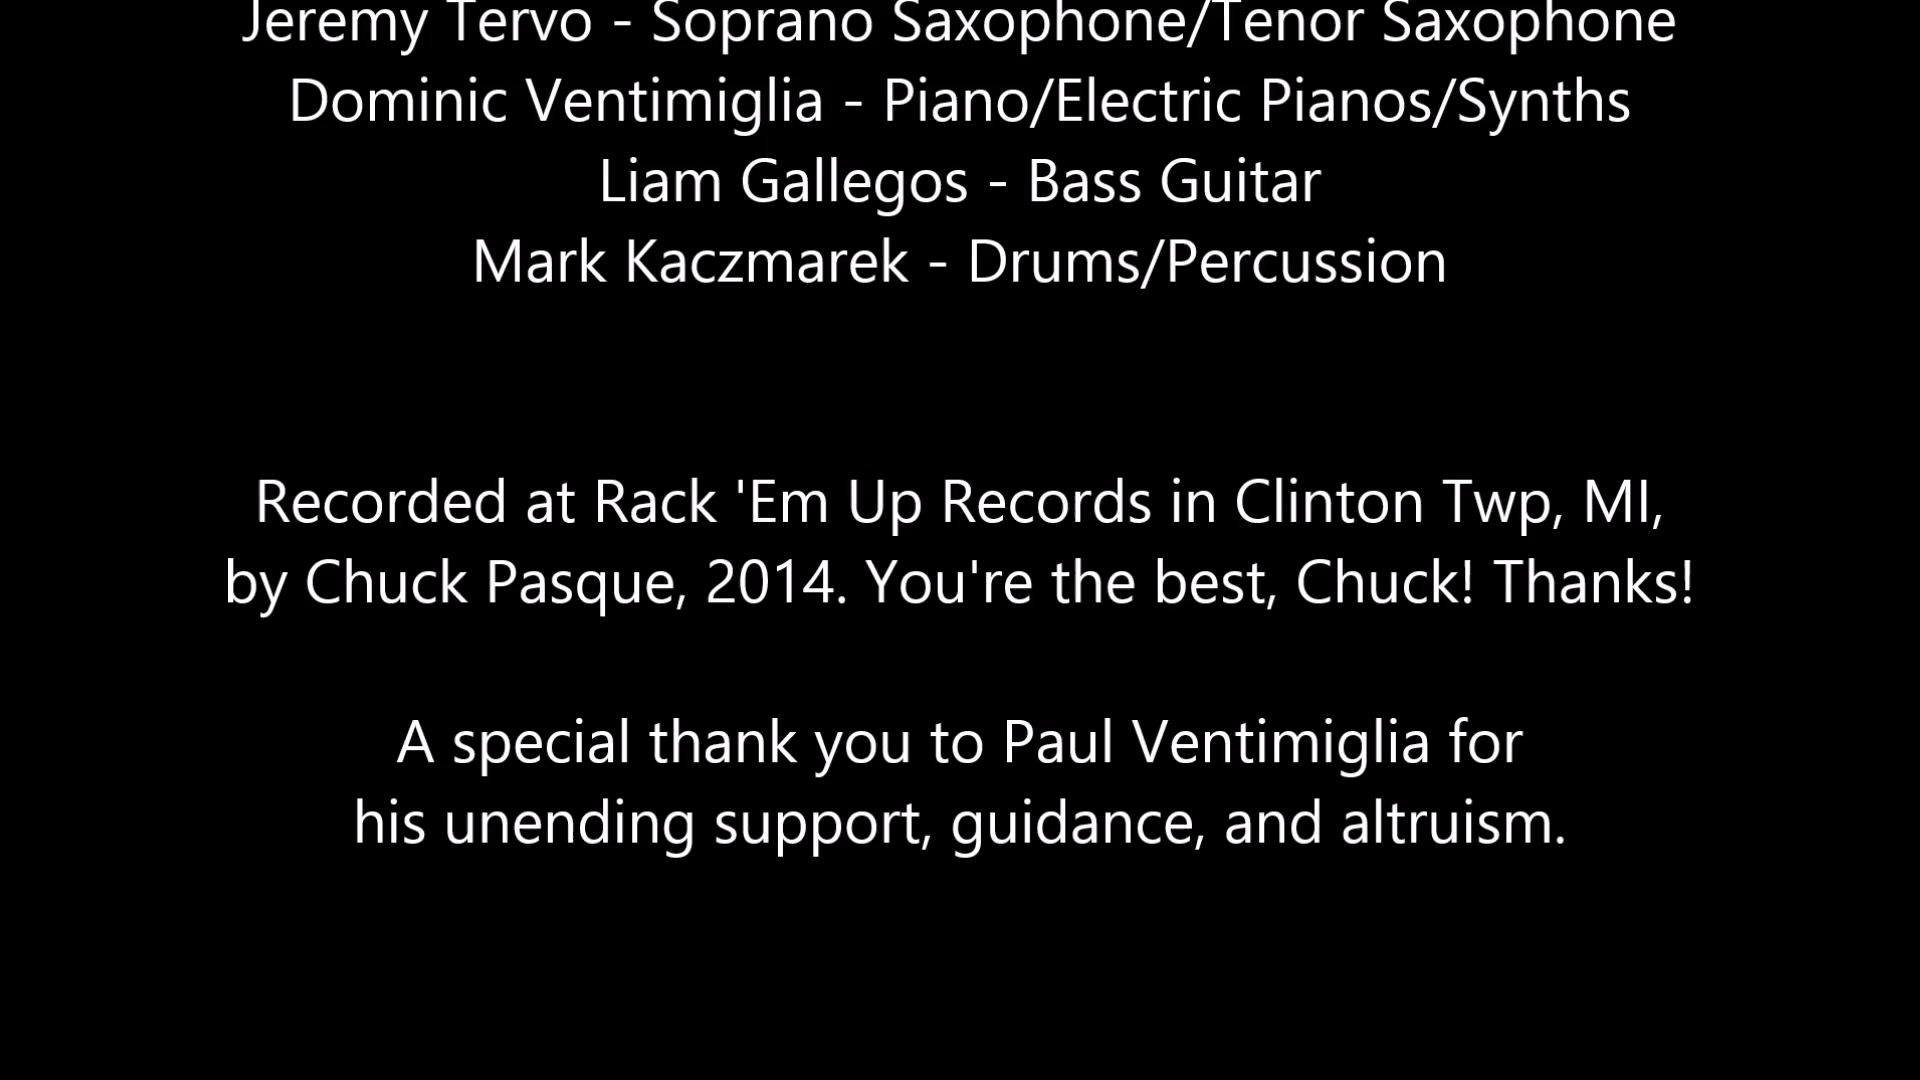 Jeremy Tervo - Soprano Saxophone/Tenor Saxophone
Dominic Ventimiglia - Piano/Electric Pianos/Synths
Liam Gallegos - Bass Guitar
Mark Kaczmarek - Drums/Percussion
Recorded at Rack 'Em Up Records in Clinton Twp, MI,
by Chuck Pasque, 2014. You're the best, Chuck! Thanks!
A special thank you to Paul Ventimiglia for
his unending support, guidance, and altruism.